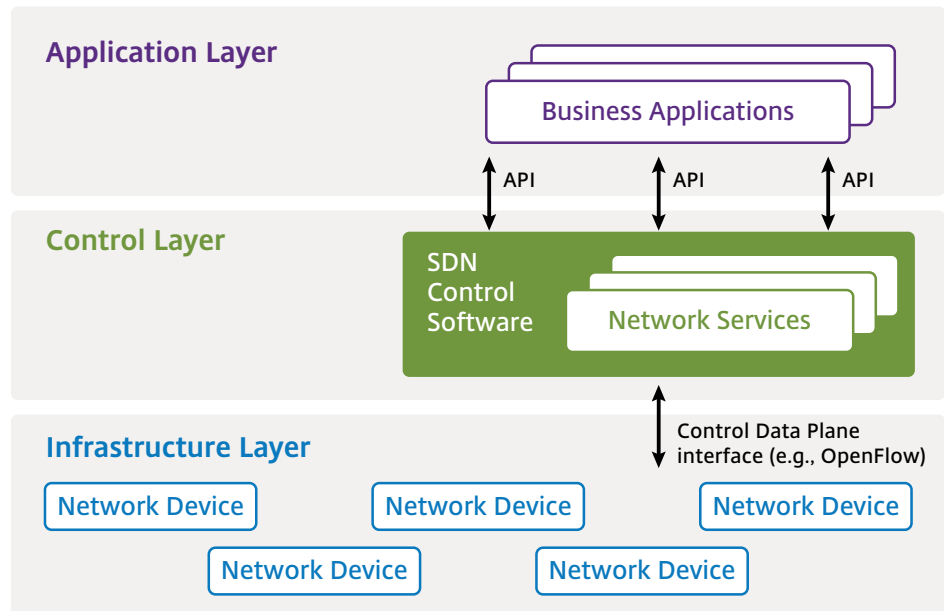 Application Layer
Business Applications
API
API
API
Control Layer
SDN
Control
Software
Network Services
Infrastructure Layer
Control Data Plane
interface (e.g., OpenFlow)
Network Device
Network Device
Network Device
Network Device
Network Device